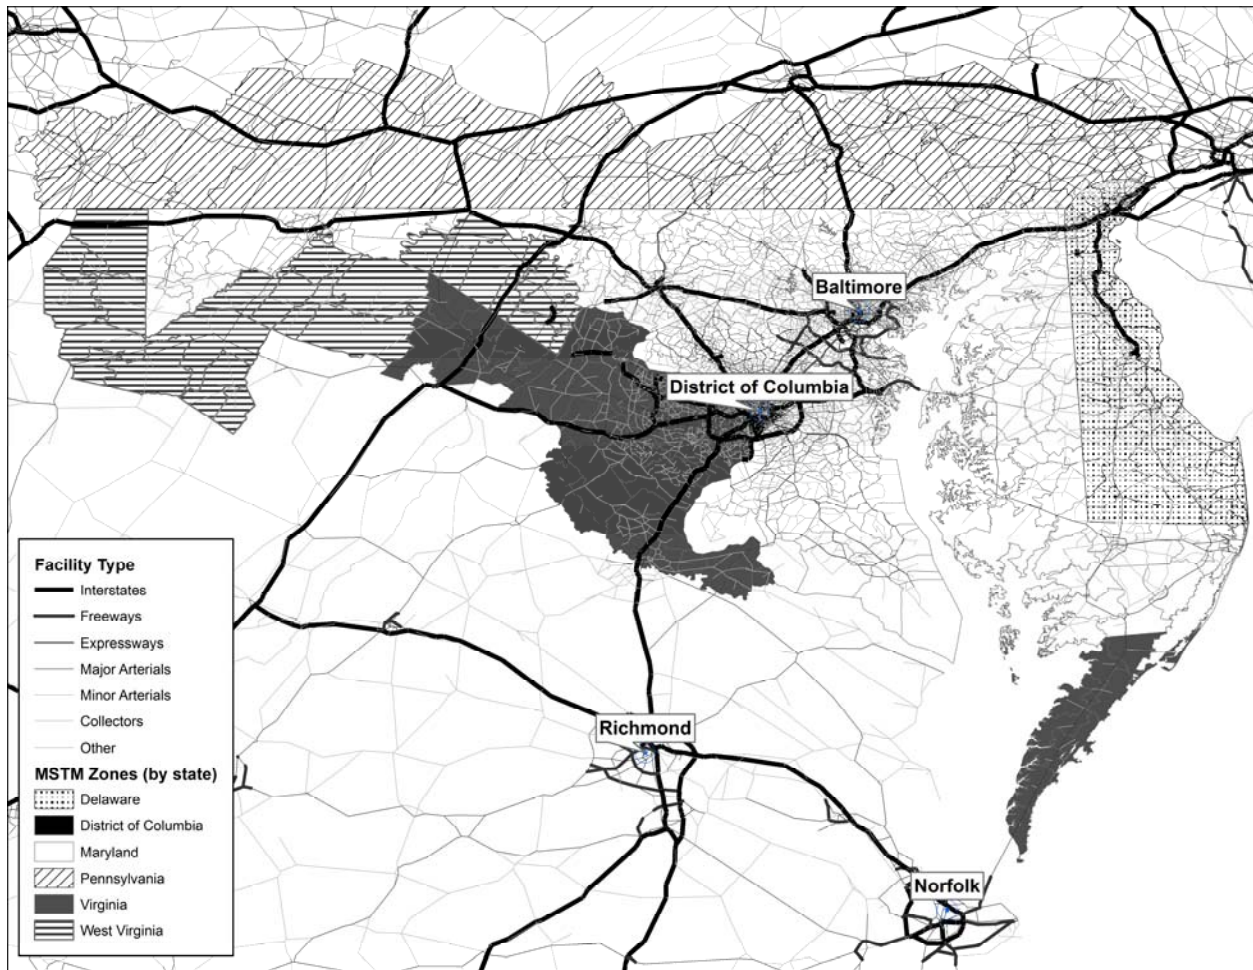 Baltimore
District of Columbia
Richmond
Norfolk
Facility Type
Interstates
Freeways
Expressways
Major Arterials
Minor Arterials
Collectors
Other
MSTM Zones (by state)
Delaware
District of Columbia
Maryland
Pennsylvania
Virginia
West Virginia